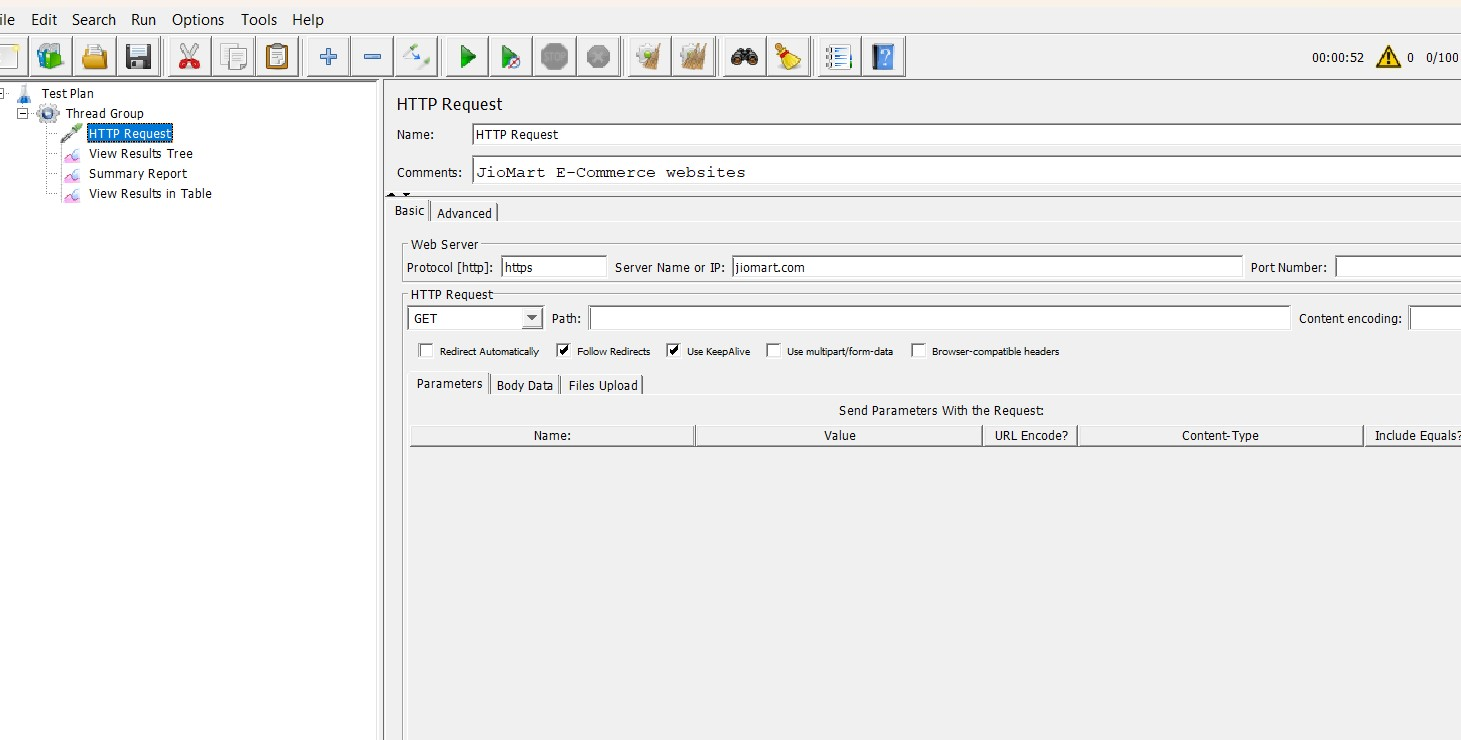 ile Edit Search Run Options Tools Help
STOP
00:00:52 0 0/100
Test Plan
Thread Group
HTTP Request
View Results Tree
Summary Report
View Results in Table
HTTP Request
Name: HTTP Request
Comments: JioMart E-Commerce websites
Basic Advanced
Web Server
Protocol [http]: https Server Name or IP: jiomart.com Port Number:
HTTP Request
GET Path: Content encoding:
Redirect Automatically Follow Redirects Use KeepAlive Use multipart/form-data Browser-compatible headers
Parameters Body Data Files Upload
Send Parameters With the Request:
Name: Value URL Encode? Content-Type Include Equals?